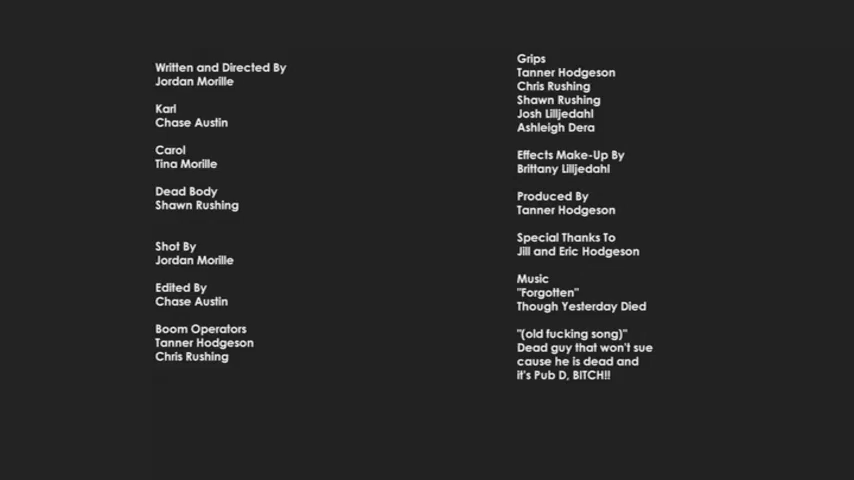 Written and Directed By
Jordan Morille
Karl
Chase Austin
Carol
Tina Morille
Dead Body
Shawn Rushing
Shot By
Jordan Morille
Edited By
Chase Austin
Boom Operators
Tanner Hodgeson
Chris Rushing
Grips
Tanner Hodgeson
Chris Rushing
Shawn Rushing
Josh Lilljedahl
Ashleigh Dera
Effects Make-Up By
Brittany Lilljedahl
Produced By
Tanner Hodgeson
Special Thanks To
Jill and Eric Hodgeson
Music
"Forgotten"
Though Yesterday Died
"(old fucking song)"
Dead guy that won't sue
cause he is dead and
it's Pub D, BITCH!!